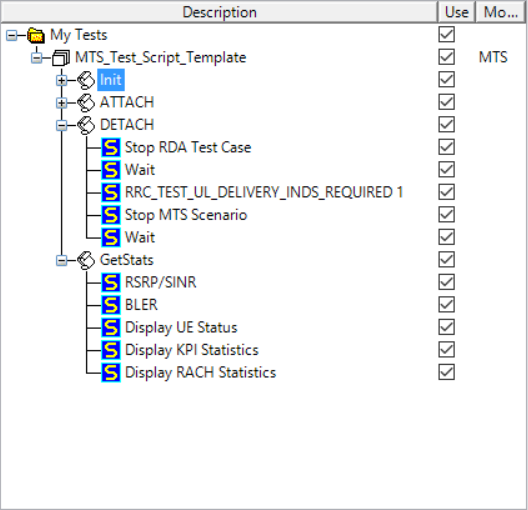 Description Use Mo...
My Tests
MTS_Test_Script_Template MTS
Init
ATTACH
DETACH
Stop RDA Test Case
Wait
RRC_TEST_UL_DELIVERY_INDS_REQUIRED 1
Stop MTS Scenario
Wait
GetStats
RSRP/SINR
BLER
Display UE Status
Display KPI Statistics
Display RACH Statistics